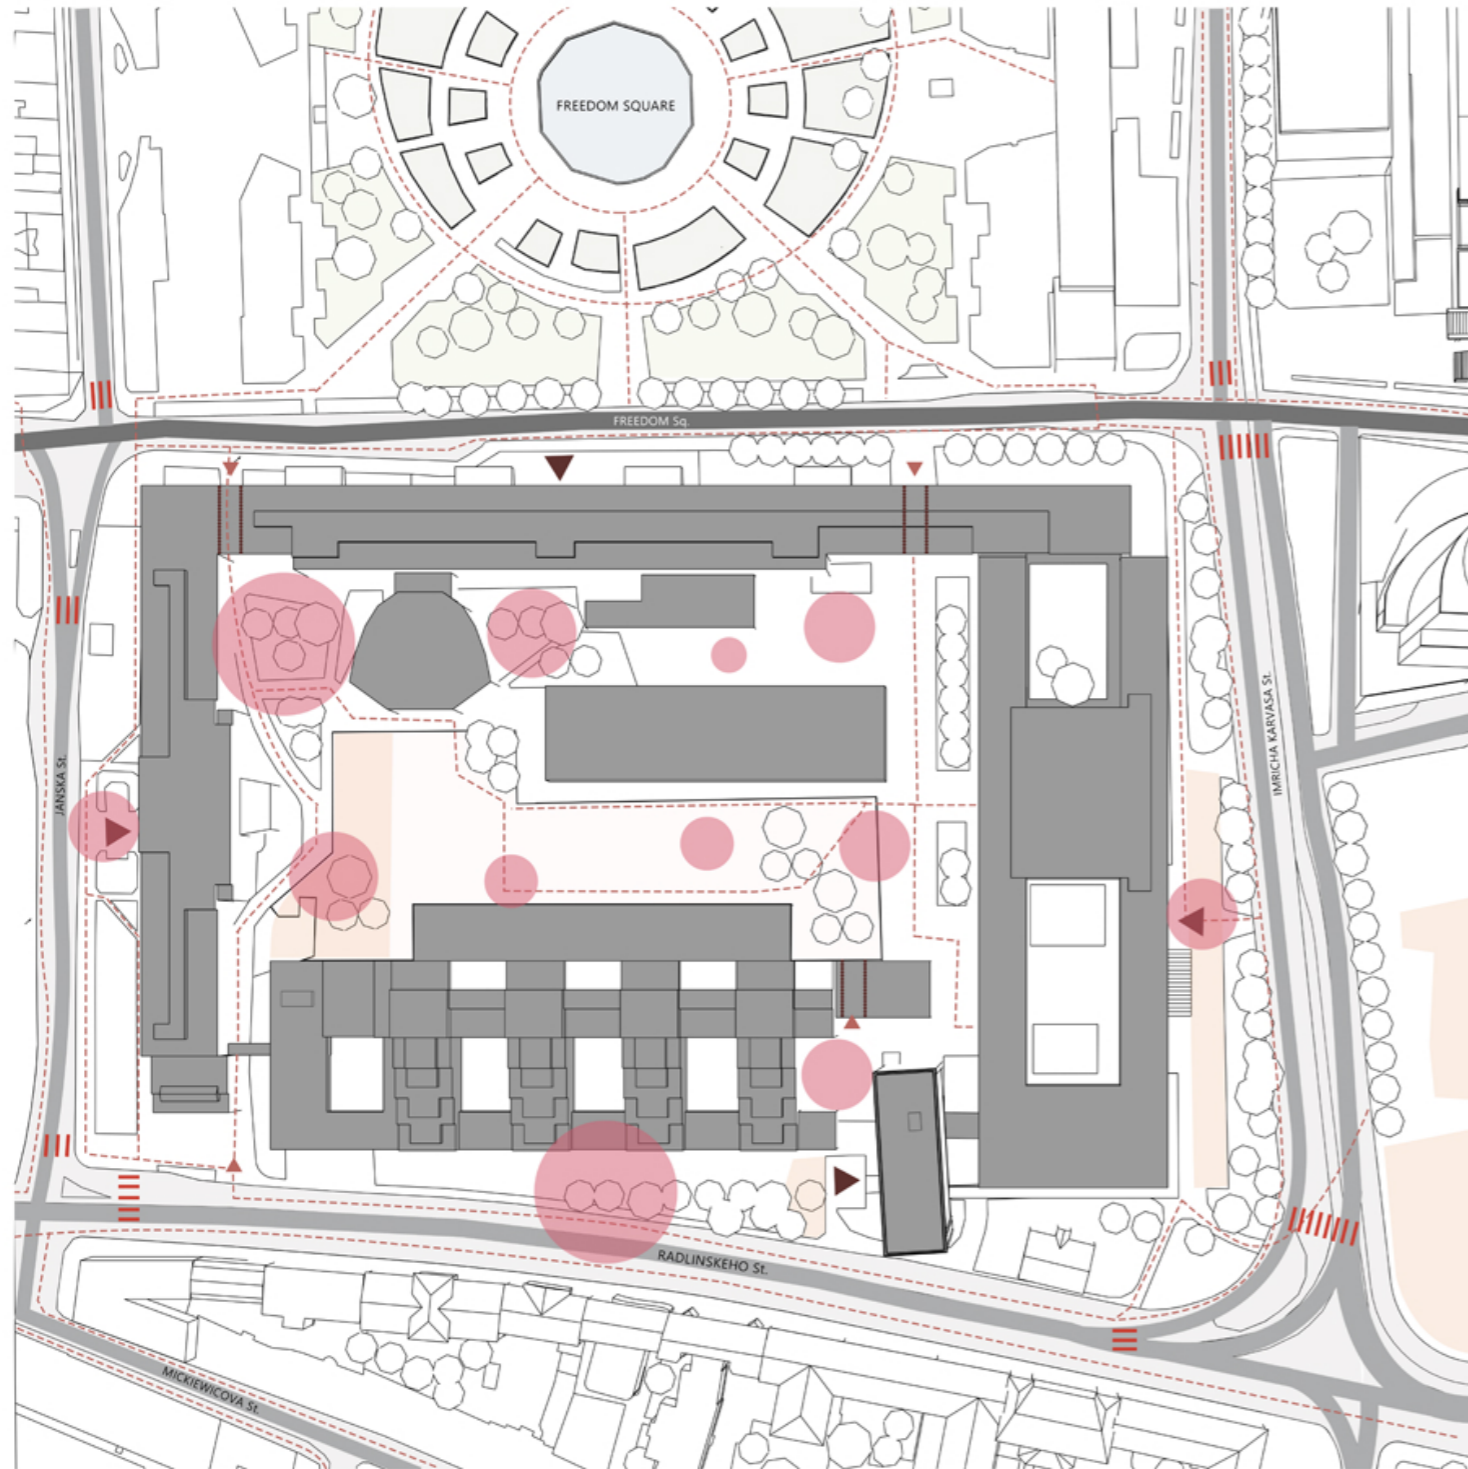 FREEDOM SQUARE
FREEDOM Sq.
JANSKA St.
IMRICHA KARVASA St.
RADLINSKEHO St.
MICKIEWICOVA St.